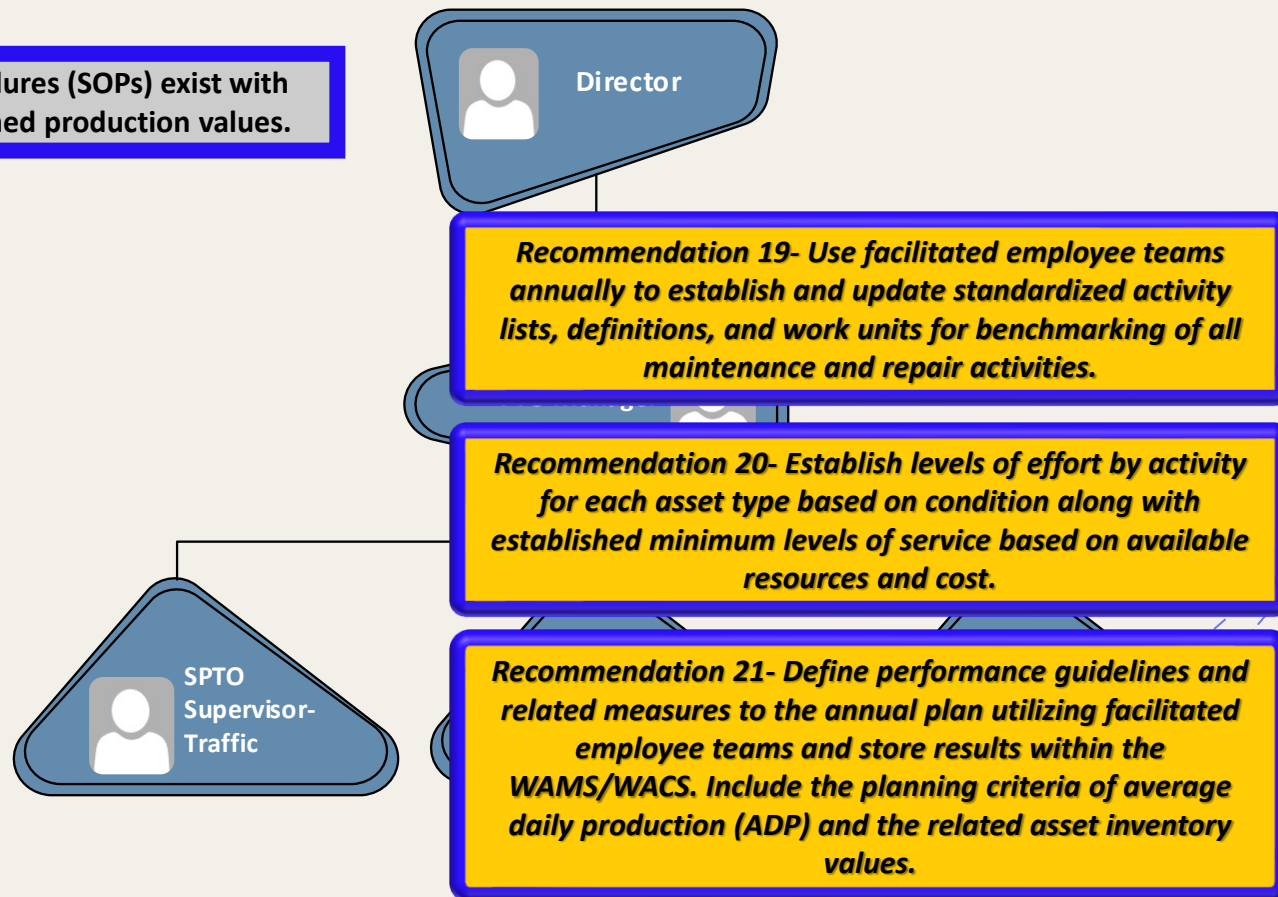 dures (SOPs) exist with
ned production values.
Director
Recommendation 19- Use facilitated employee teams
annually to establish and update standardized activity
lists, definitions, and work units for benchmarking of all
maintenance and repair activities.
Recommendation 20- Establish levels of effort by activity
for each asset type based on condition along with
established minimum levels of service based on available
resources and cost.
SPTO
Supervisor-
Traffic
Recommendation 21- Define performance guidelines and
related measures to the annual plan utilizing facilitated
employee teams and store results within the
WAMS/WACS. Include the planning criteria of average
daily production (ADP) and the related asset inventory
values.